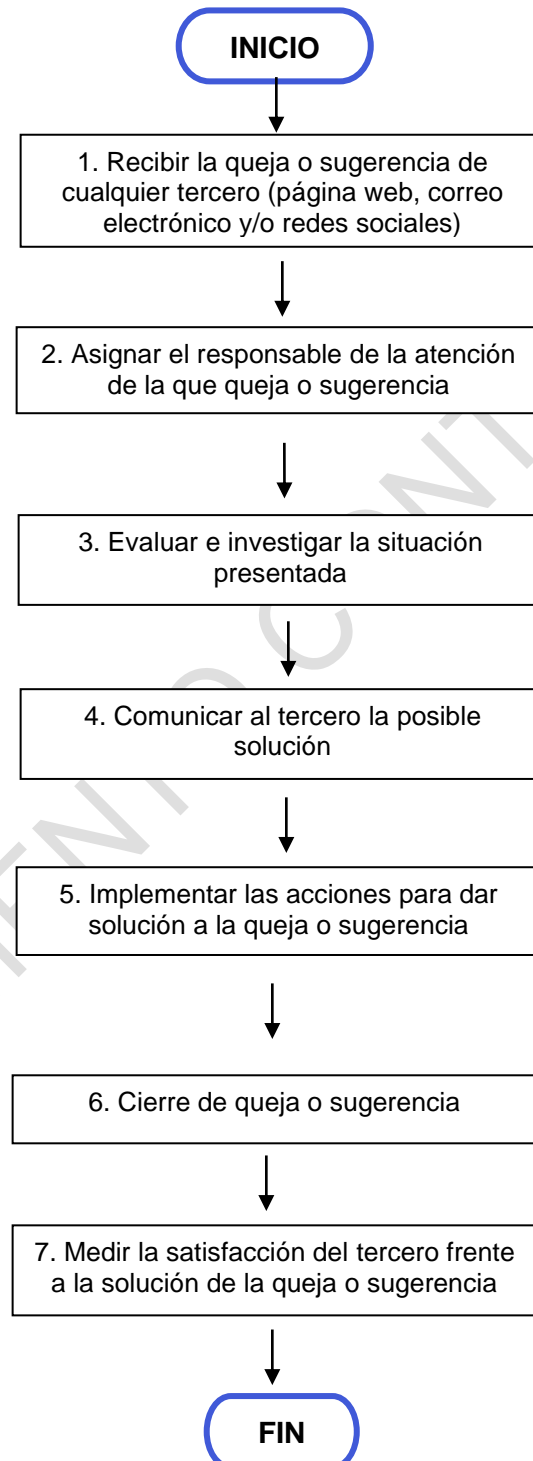 INICIO
1. Recibir la queja o sugerencia de
cualquier tercero (página web, correo
electrónico y/o redes sociales)
2. Asignar el responsable de la atención
de la que queja o sugerencia
3. Evaluar e investigar la situación
presentada
4. Comunicar al tercero la posible
solución
5. Implementar las acciones para dar
solución a la queja o sugerencia
6. Cierre de queja o sugerencia
7. Medir la satisfacción del tercero frente
a la solución de la queja o sugerencia
FIN